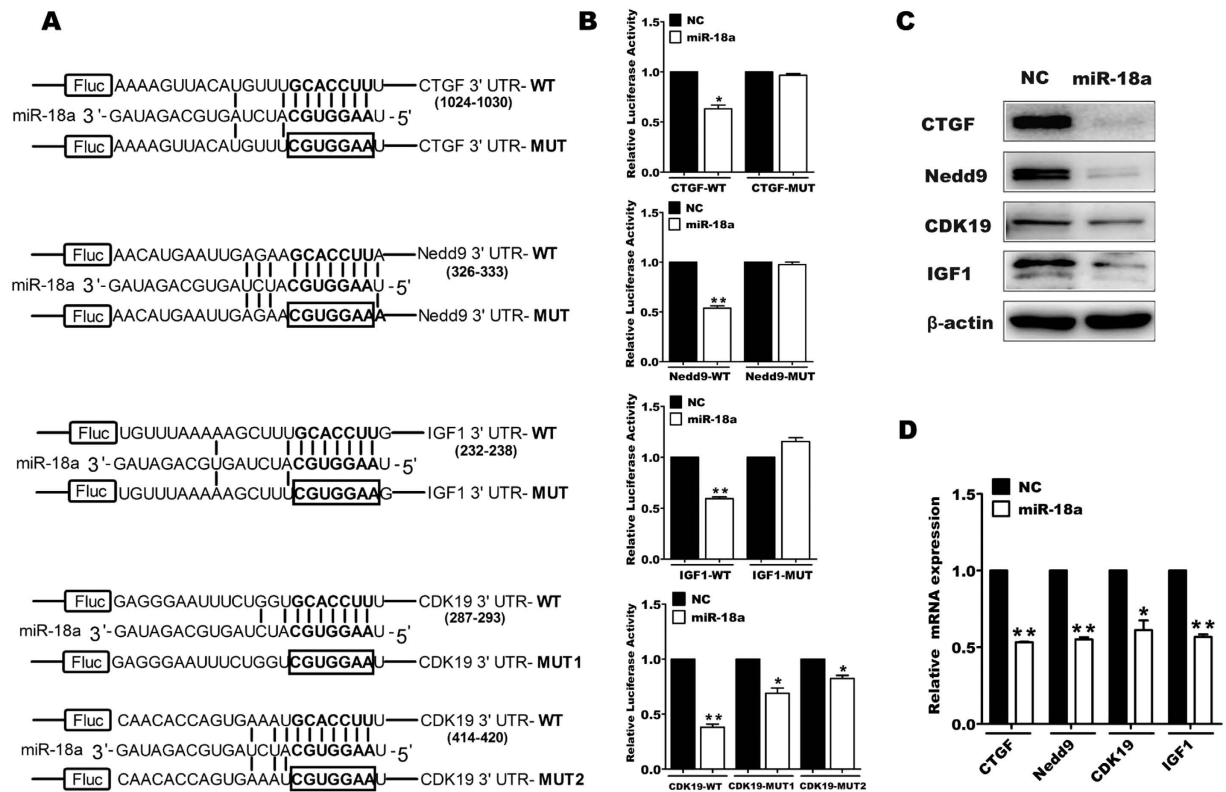 A
Fluc AAAAGUUACAUGUUUGCACCUUU CTGF 3' UTR- WT
(1024-1030)
miR-18a 3'-GAUAGACGUGAUCUACGUGGAAU-5'
Fluc AAAAGUUACAUGUUUCGUGGAAU CTGF 3' UTR- MUT
Fluc AACAUGAAUUGAGAAGCACCUUA Nedd9 3' UTR- WT
(326-333)
miR-18a 3'-GAUAGACGUGAUCUACGUGGAAU-5'
Fluc AACAUGAAUUGAGAACGUGGAAA Nedd9 3' UTR- MUT
Fluc UGUUUAAAAAGCUUUGCACCUUG IGF1 3' UTR- WT
(232-238)
miR-18a 3'-GAUAGACGUGAUCUACGUGGAAU-5'
Fluc UGUUUAAAAAGCUUUCGUGGAAG IGF1 3' UTR- MUT
Fluc GAGGGAAUUUCUGGUGCACCUUU CDK19 3' UTR- WT
(287-293)
miR-18a 3'-GAUAGACGUGAUCUACGUGGAAU-5'
Fluc GAGGGAAUUUCUGGUCGUGGAAU CDK19 3' UTR- MUT1
Fluc CAACACCAGUGAAAUGCACCUUU CDK19 3' UTR- WT
(414-420)
miR-18a 3'-GAUAGACGUGAUCUACGUGGAAU-5'
Fluc CAACACCAGUGAAAUCGUGGAAU CDK19 3' UTR- MUT2
B
NC
miR-18a
Relative Luciferase Activity
1.5
1.0
0.5
0.0
*
CTGF-WT CTGF-MUT
NC
miR-18a
Relative Luciferase Activity
1.5
1.0
0.5
0.0
**
Nedd9-WT Nedd9-MUT
NC
miR-18a
Relative Luciferase Activity
1.5
1.0
0.5
0.0
**
IGF1-WT IGF1-MUT
NC
miR-18a
Relative Luciferase Activity
1.5
1.0
0.5
0.0
** * *
CDK19-WT CDK19-MUT1 CDK19-MUT2
C
NC miR-18a
CTGF
Nedd9
CDK19
IGF1
β-actin
D
NC
miR-18a
Relative mRNA expression
1.5
1.0
0.5
0.0
** ** * **
CTGF Nedd9 CDK19 IGF1